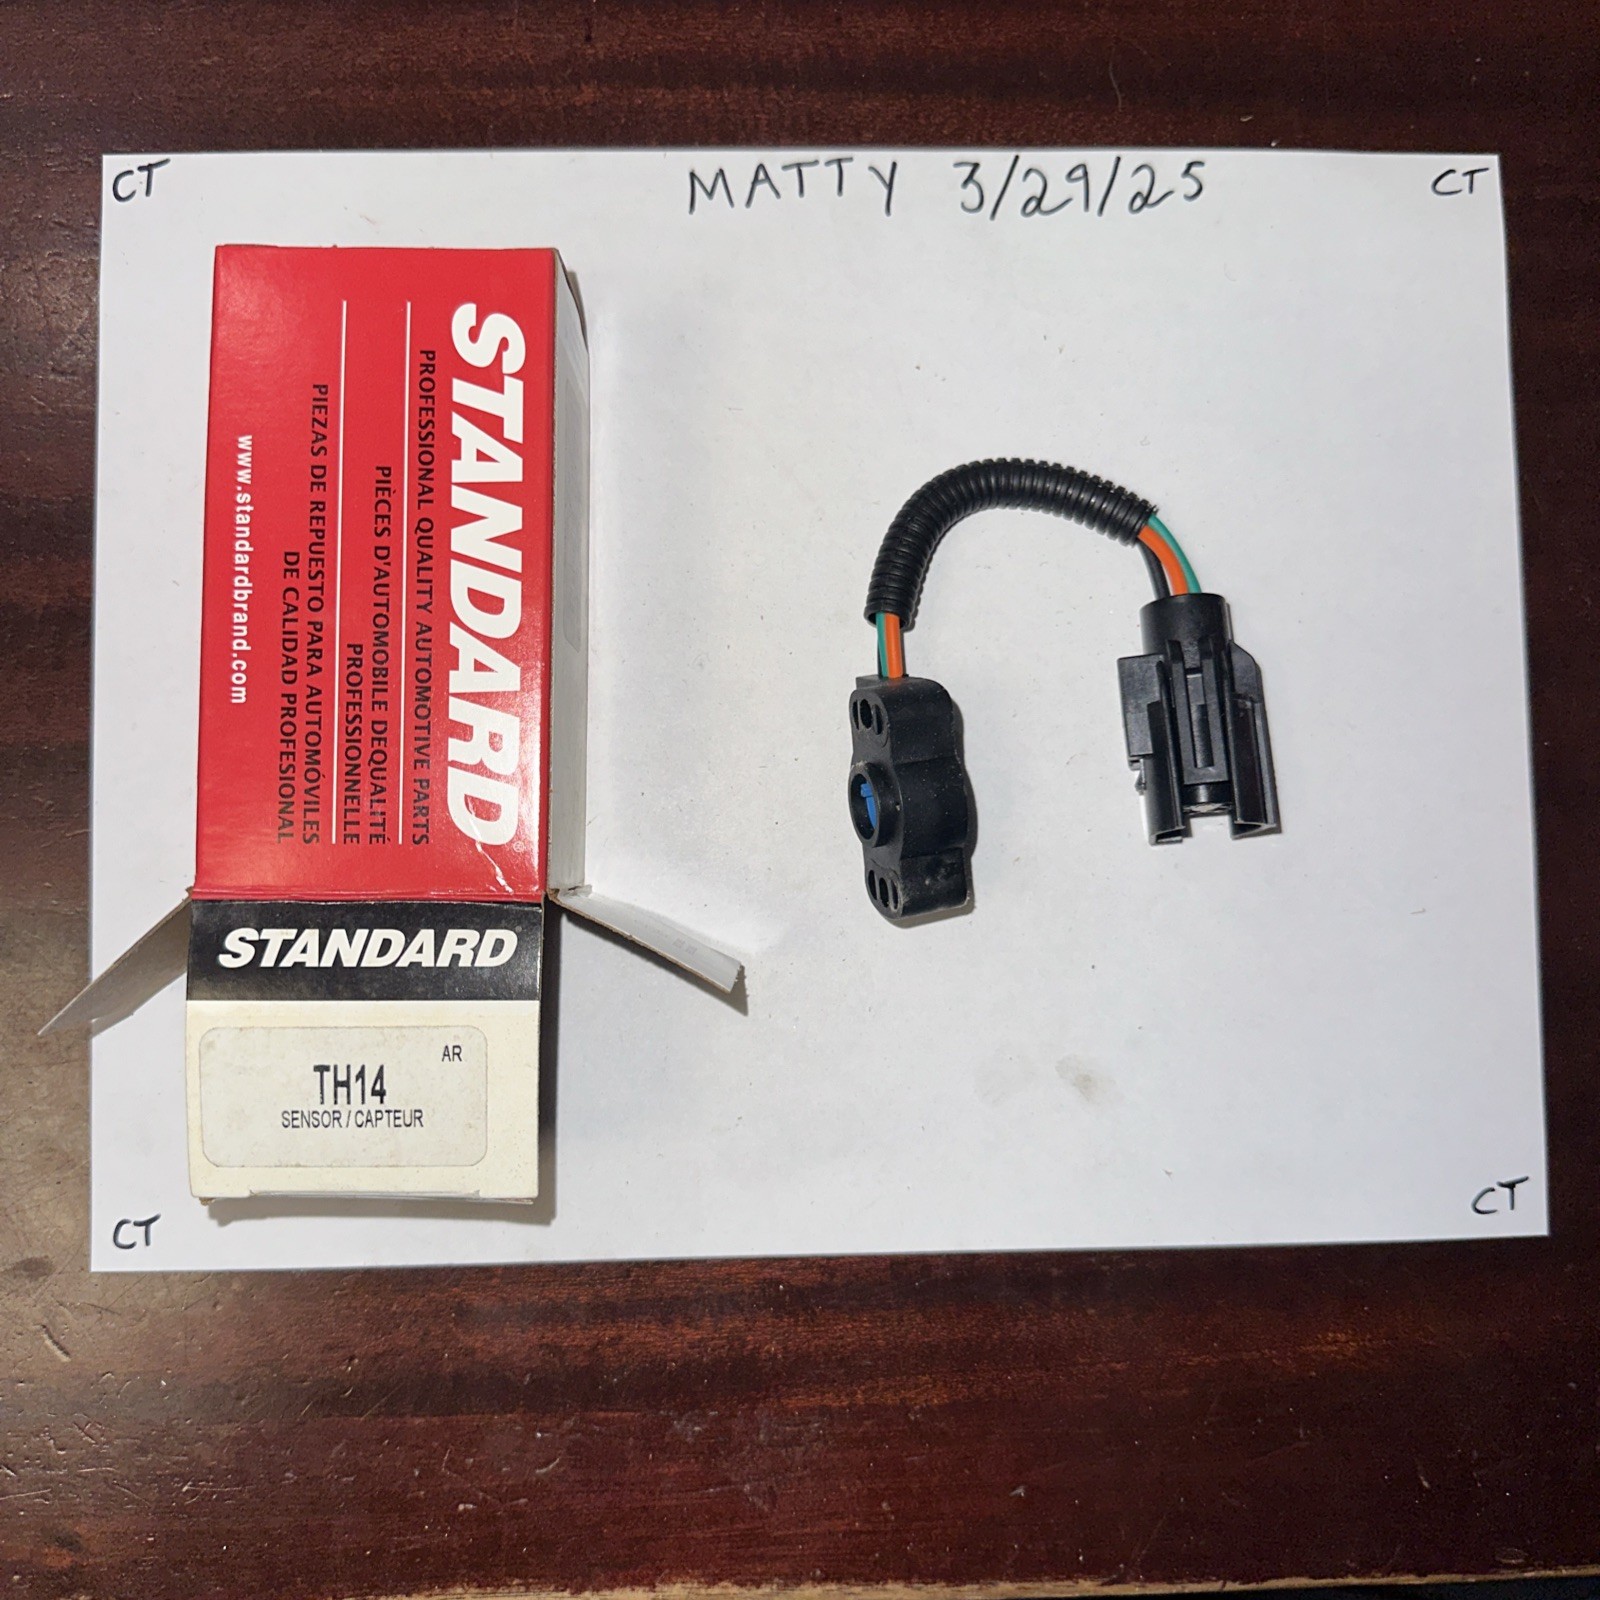 CT
MATTY 3/29/25
CT
STANDARD
PROFESSIONAL QUALITY AUTOMOTIVE PARTS
PIÈCES D'AUTOMOBILE DEQUALITÉ
PROFESSIONNELLE
PIEZAS DE REPUESTO PARA AUTOMÓVILES
DE CALIDAD PROFESIONAL
www.standardbrand.com
STANDARD
AR
TH14
SENSOR / CAPTEUR
CT
CT